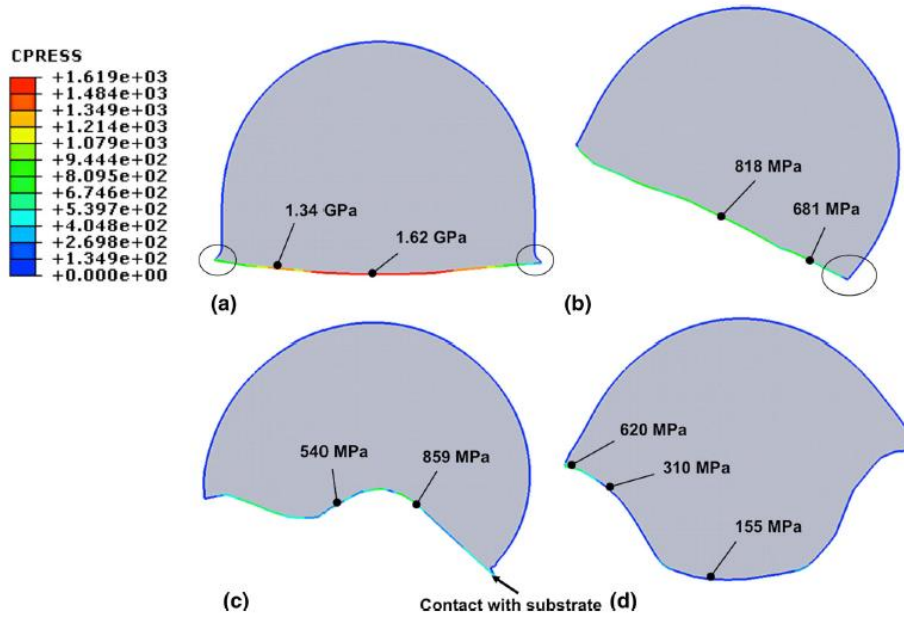 CPRESS
+1.619e+03
+1.484e+03
+1.349e+03
+1.214e+03
+1.079e+03
+9.444e+02
+8.095e+02
+6.746e+02
+5.397e+02
+4.048e+02
+2.698e+02
+1.349e+02
+0.000e+00
1.34 GPa
1.62 GPa
(a)
818 MPa
681 MPa
(b)
540 MPa
859 MPa
Contact with substrate
(c)
620 MPa
310 MPa
155 MPa
(d)